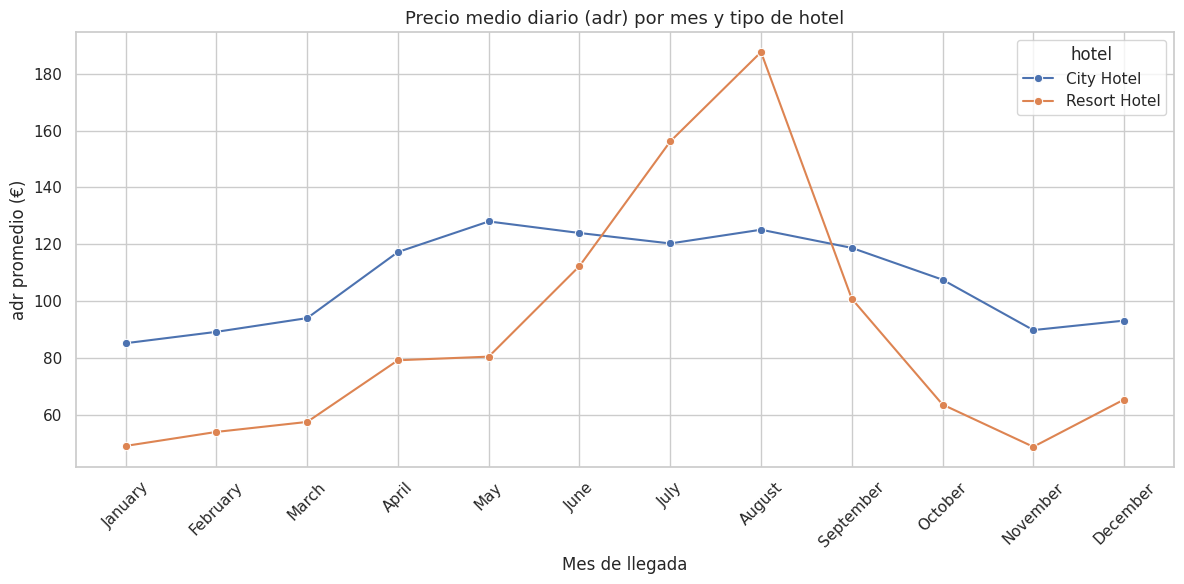 Precio medio diario (adr) por mes y tipo de hotel
hotel
City Hotel
Resort Hotel
adr promedio (€)
180
160
140
120
100
80
60
January
February
March
April
May
June
July
August
September
October
November
December
Mes de llegada